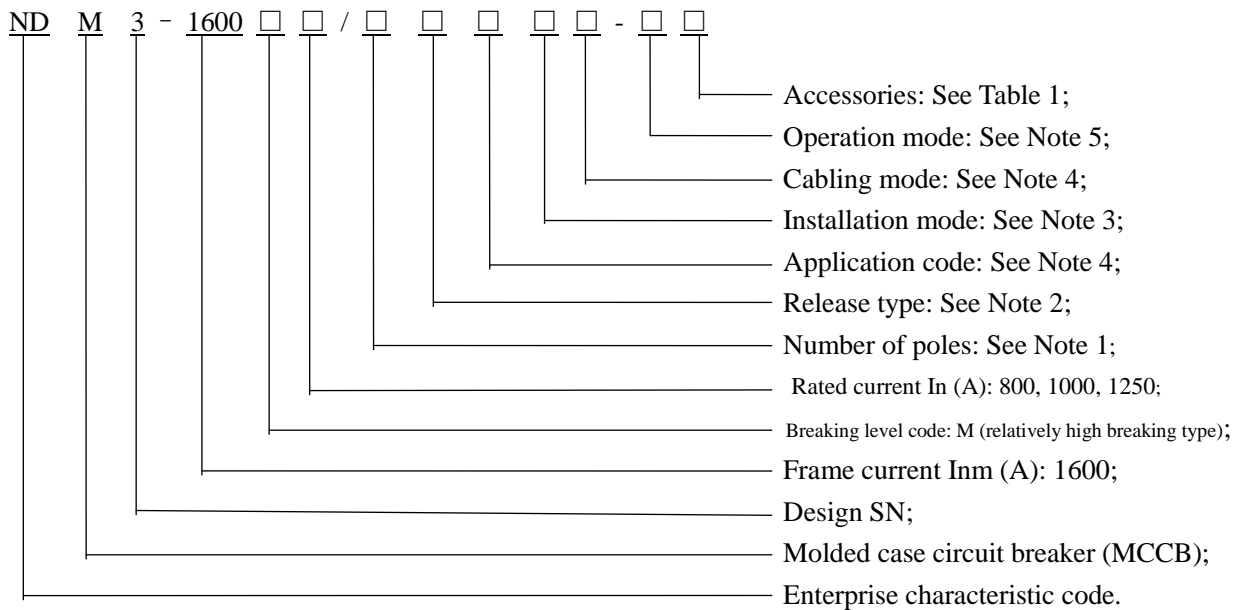 ND M 3 - 1600 □ □ / □ □ □ □ □ - □ □
Accessories: See Table 1;
Operation mode: See Note 5;
Cabling mode: See Note 4;
Installation mode: See Note 3;
Application code: See Note 4;
Release type: See Note 2;
Number of poles: See Note 1;
Rated current In (A): 800, 1000, 1250;
Breaking level code: M (relatively high breaking type);
Frame current Inm (A): 1600;
Design SN;
Molded case circuit breaker (MCCB);
Enterprise characteristic code.